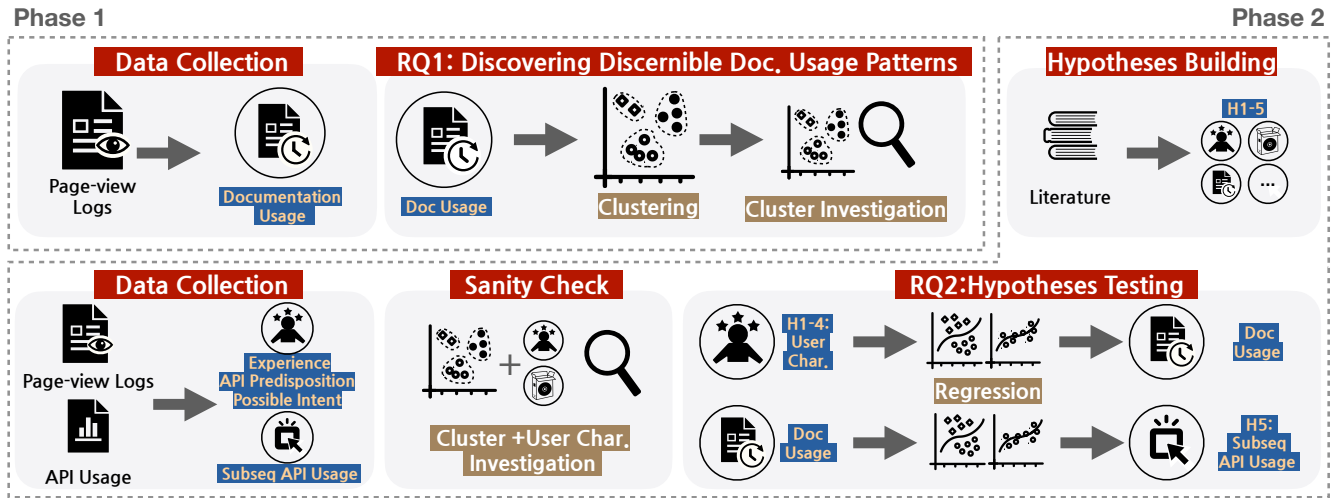 Phase 1
Phase 2
Data Collection
Page-view
Logs
Documentation
Usage
RQ1: Discovering Discernible Doc. Usage Patterns
Doc Usage
Clustering
Cluster Investigation
Hypotheses Building
Literature
H1-5
...
Data Collection
Page-view Logs
API Usage
Experience
API Predisposition
Possible Intent
Subseq API Usage
Sanity Check
+
Cluster +User Char.
Investigation
RQ2:Hypotheses Testing
H1-4:
User
Char.
Regression
Doc
Usage
Doc
Usage
H5:
Subseq
API Usage